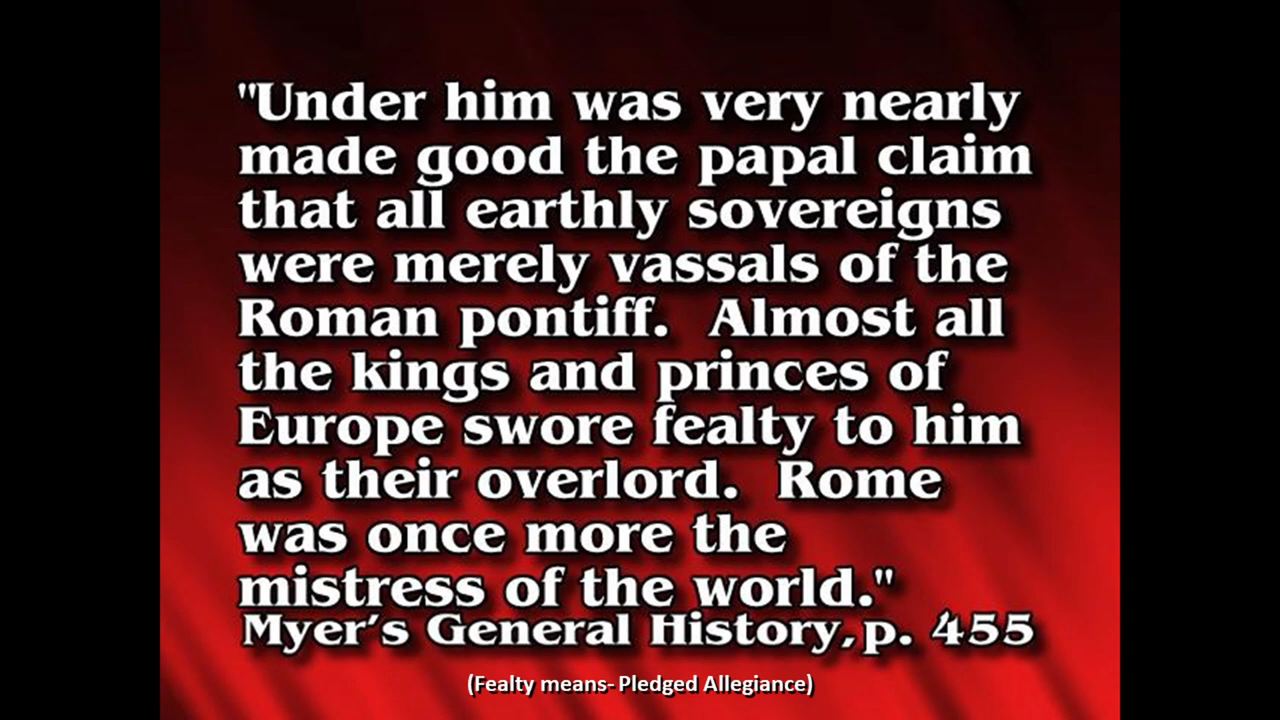 "Under him was very nearly
made good the papal claim
that all earthly sovereigns
were merely vassals of the
Roman pontiff.  Almost all
the kings and princes of
Europe swore fealty to him
as their overlord.  Rome
was once more the
mistress of the world."
Myer's General History, p. 455
(Fealty means- Pledged Allegiance)